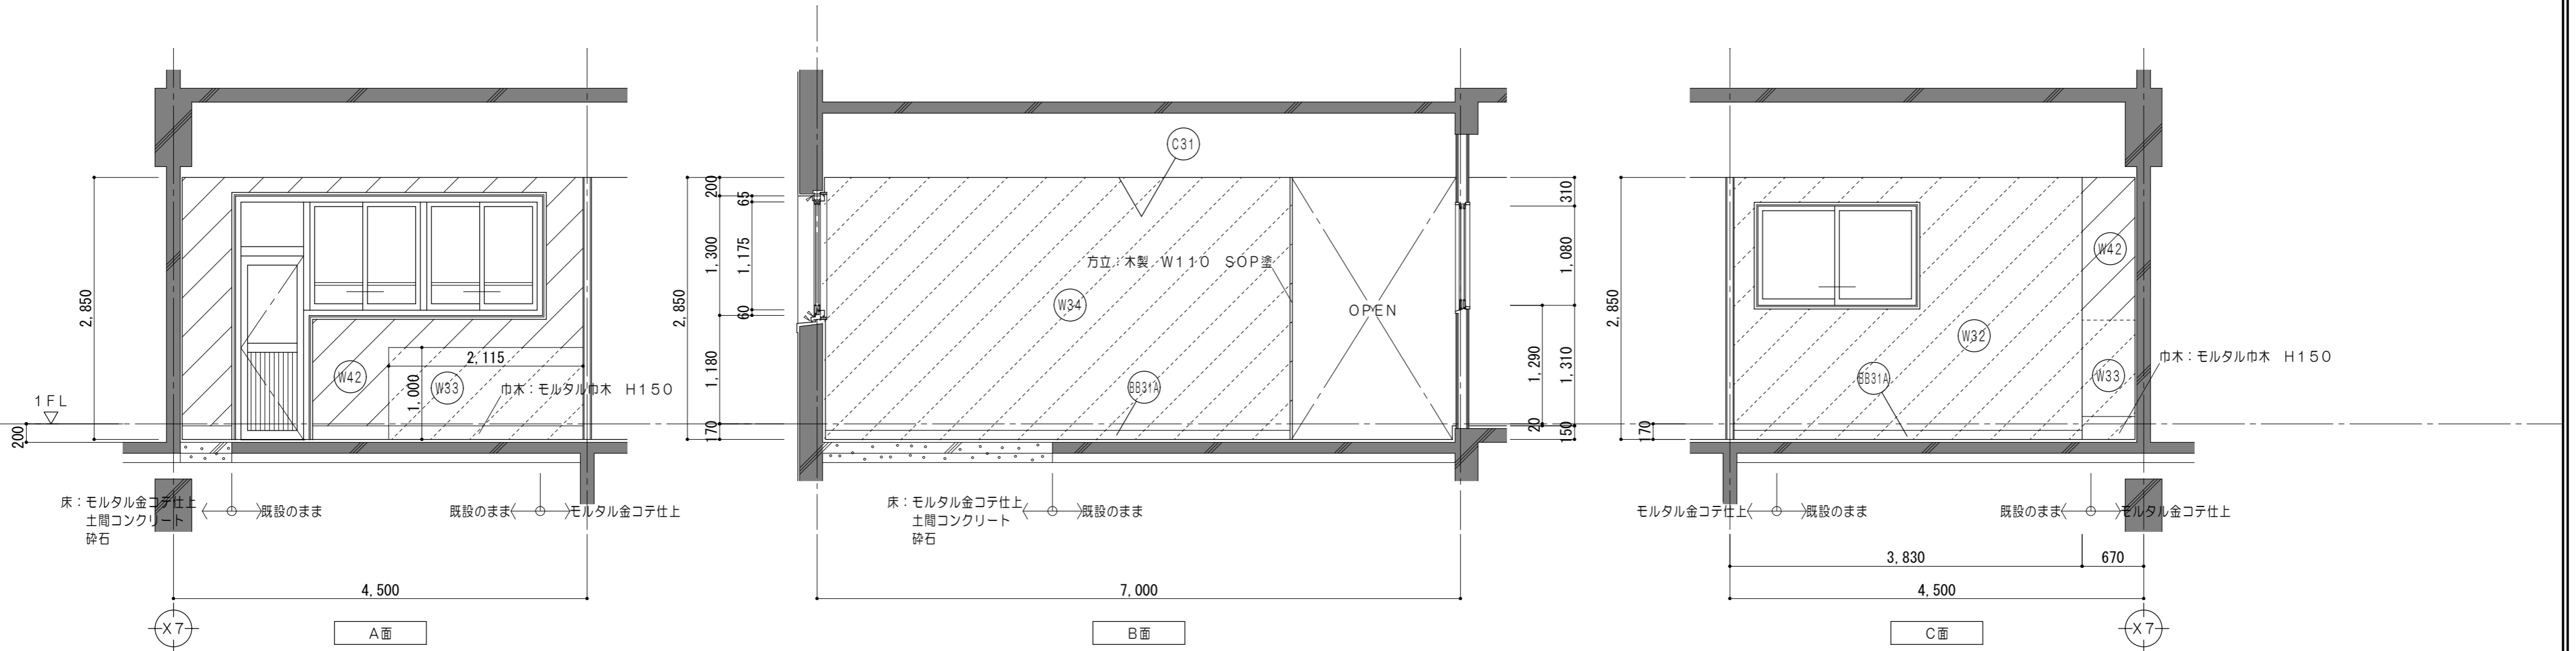 1FL
200
2,850
W42
W33
2,115
1,000
巾木：モルタル巾木 H150
床：モルタル金コテ仕上
土間コンクリート
砕石
既設のまま
既設のまま
モルタル金コテ仕上
4,500
X7
A面
2,850
200
1,300
1,180
170
65
1,175
60
C31
W34
BB31A
方立：木製 W110 SOP塗
OPEN
310
1,080
1,310
150
1,290
20
床：モルタル金コテ仕上
土間コンクリート
砕石
既設のまま
7,000
B面
2,850
170
W32
BB31A
W42
W33
巾木：モルタル巾木 H150
モルタル金コテ仕上
既設のまま
既設のまま
モルタル金コテ仕上
3,830
670
4,500
X7
C面